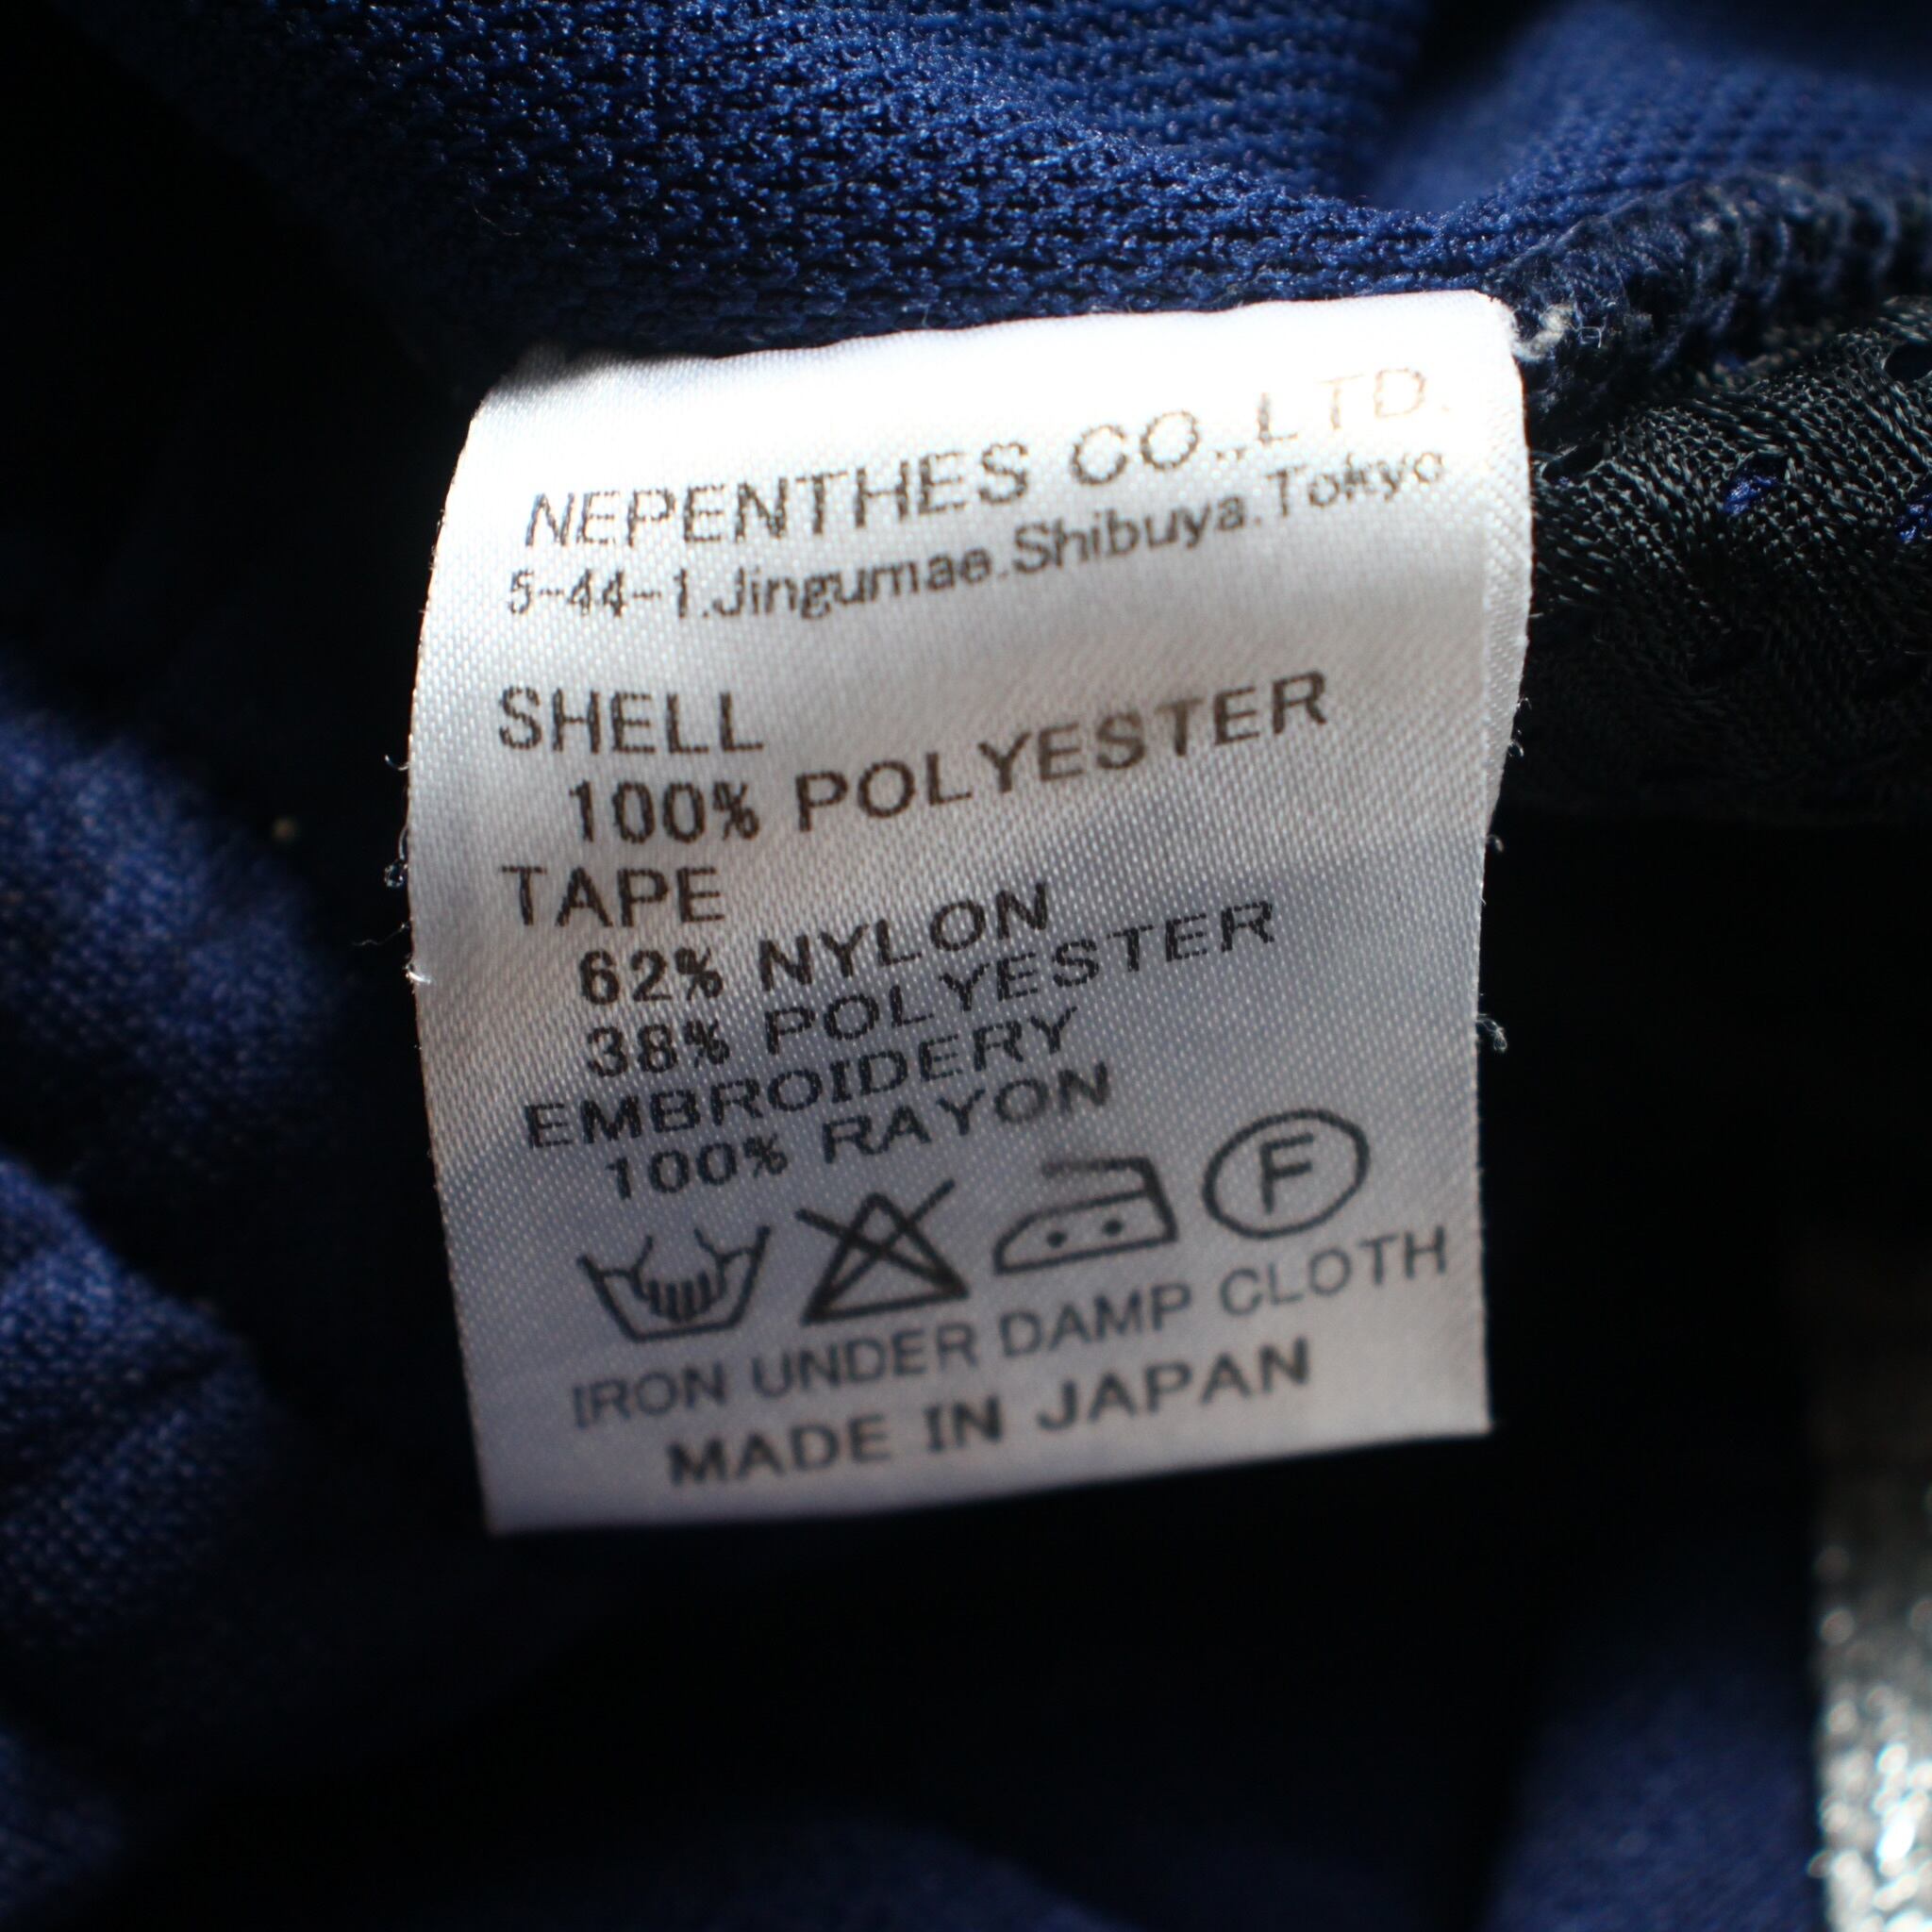 NEPENTHES CO.,LTD.
5-44-1.Jingumae.Shibuya.Tokyo
SHELL
100% POLYESTER
TAPE
62% NYLON
38% POLYESTER
EMBROIDERY
100% RAYON
F
IRON UNDER DAMP CLOTH
MADE IN JAPAN